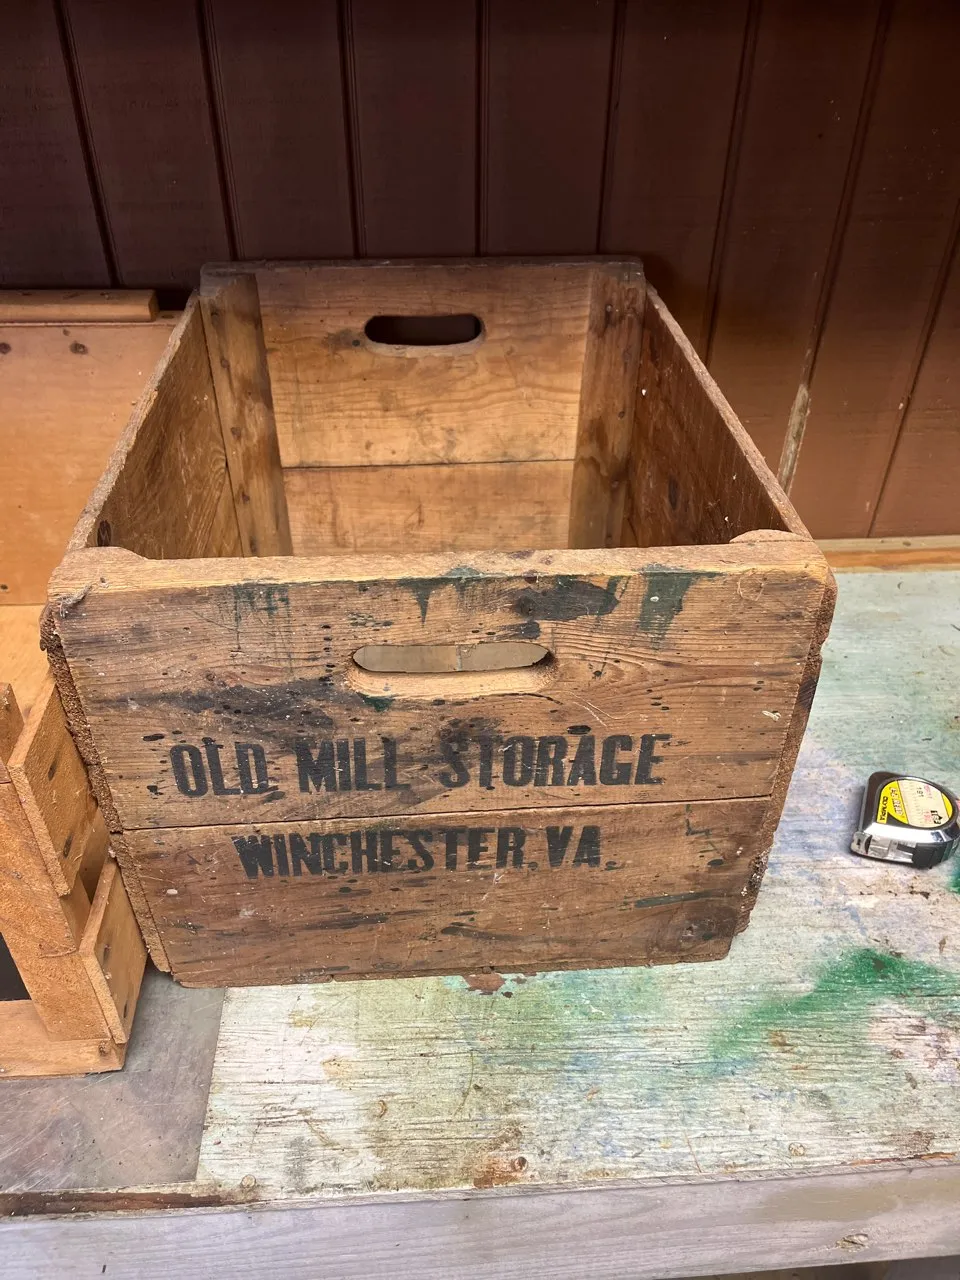 OLD MILL STORAGE
WINCHESTER, VA.